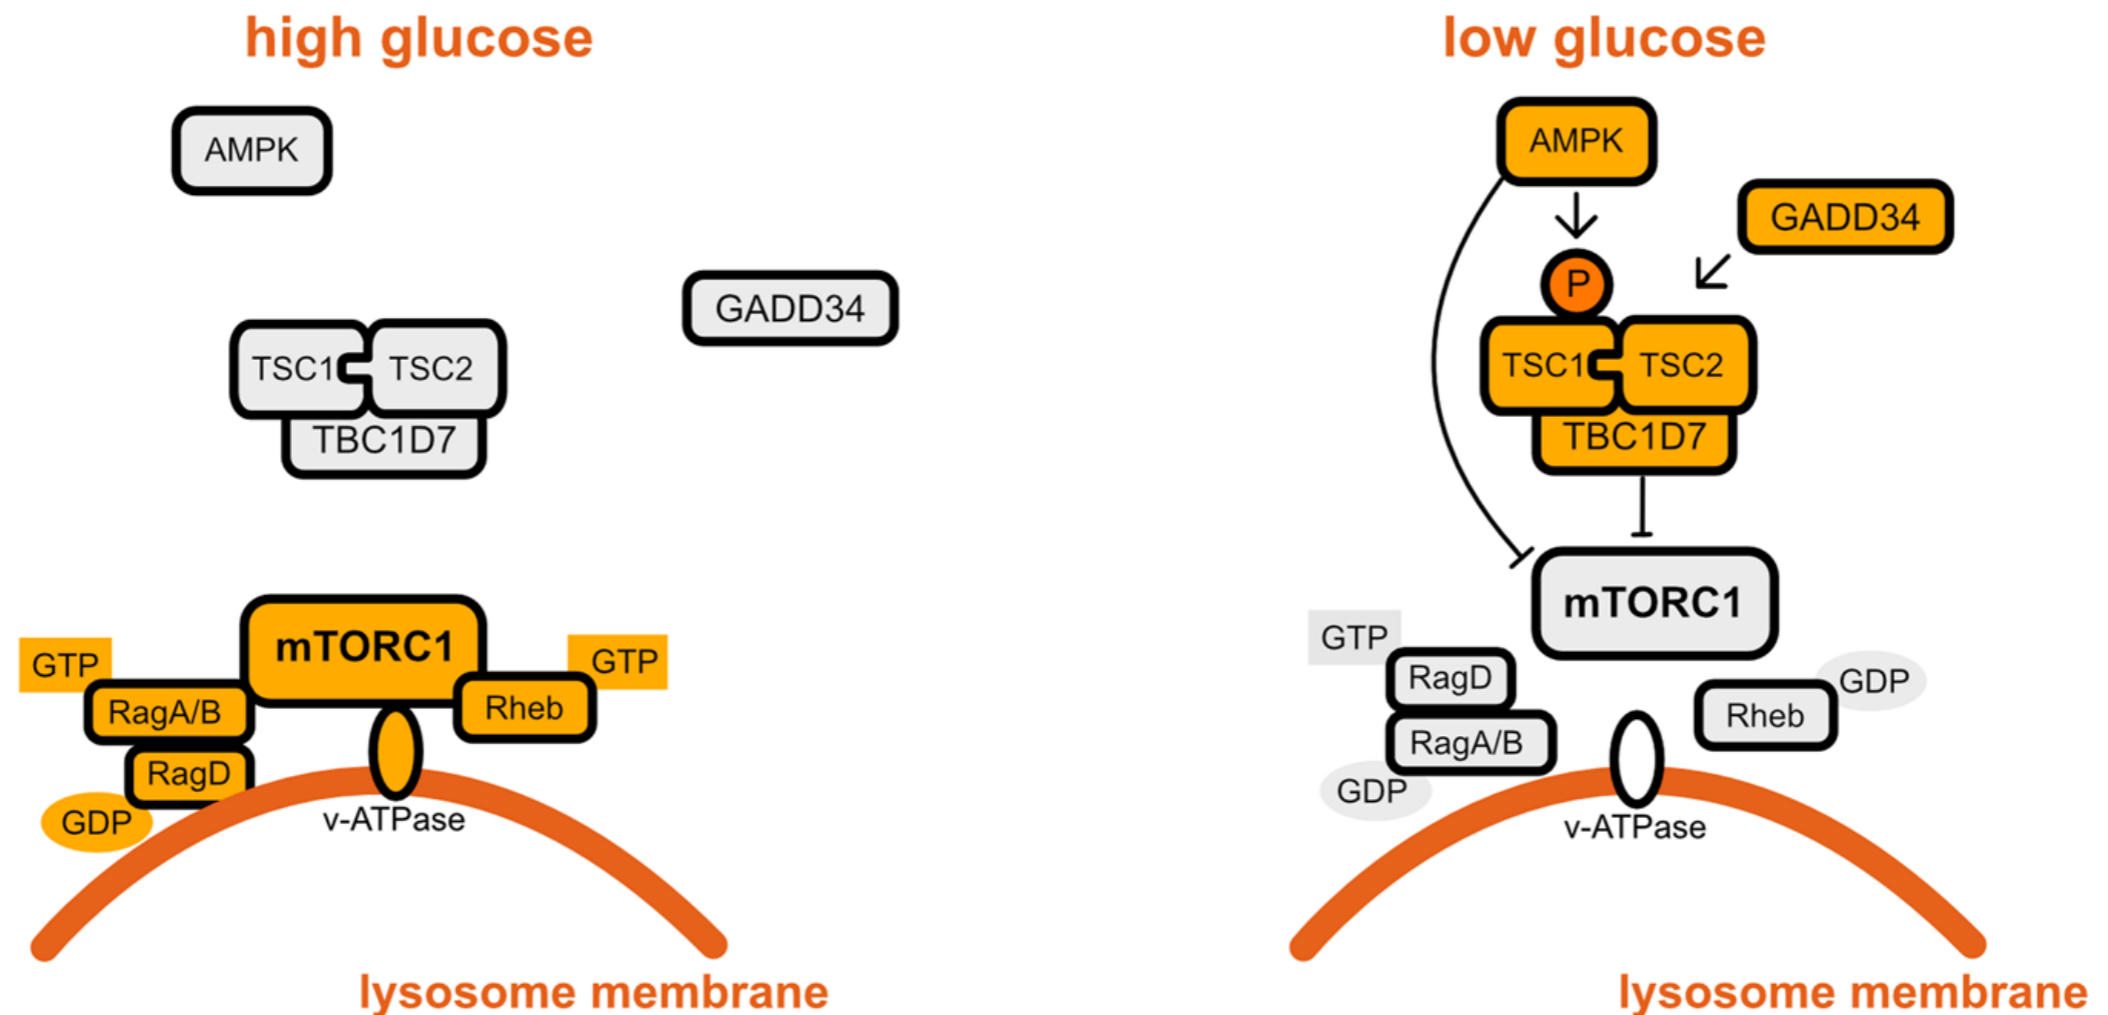 high glucose
AMPK
GADD34
TSC1
TSC2
TBC1D7
mTORC1
GTP
GTP
RagA/B
Rheb
RagD
GDP
v-ATPase
lysosome membrane
low glucose
AMPK
GADD34
P
TSC1
TSC2
TBC1D7
mTORC1
GTP
RagD
GDP
Rheb
RagA/B
GDP
v-ATPase
lysosome membrane